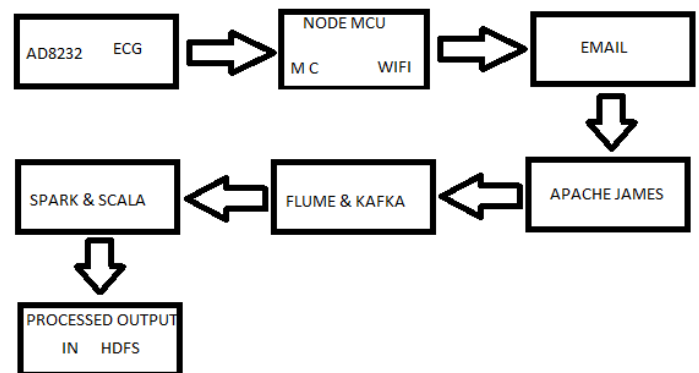 AD8232 ECG
NODE MCU
M C WIFI
EMAIL
APACHE JAMES
FLUME & KAFKA
SPARK & SCALA
PROCESSED OUTPUT
IN HDFS